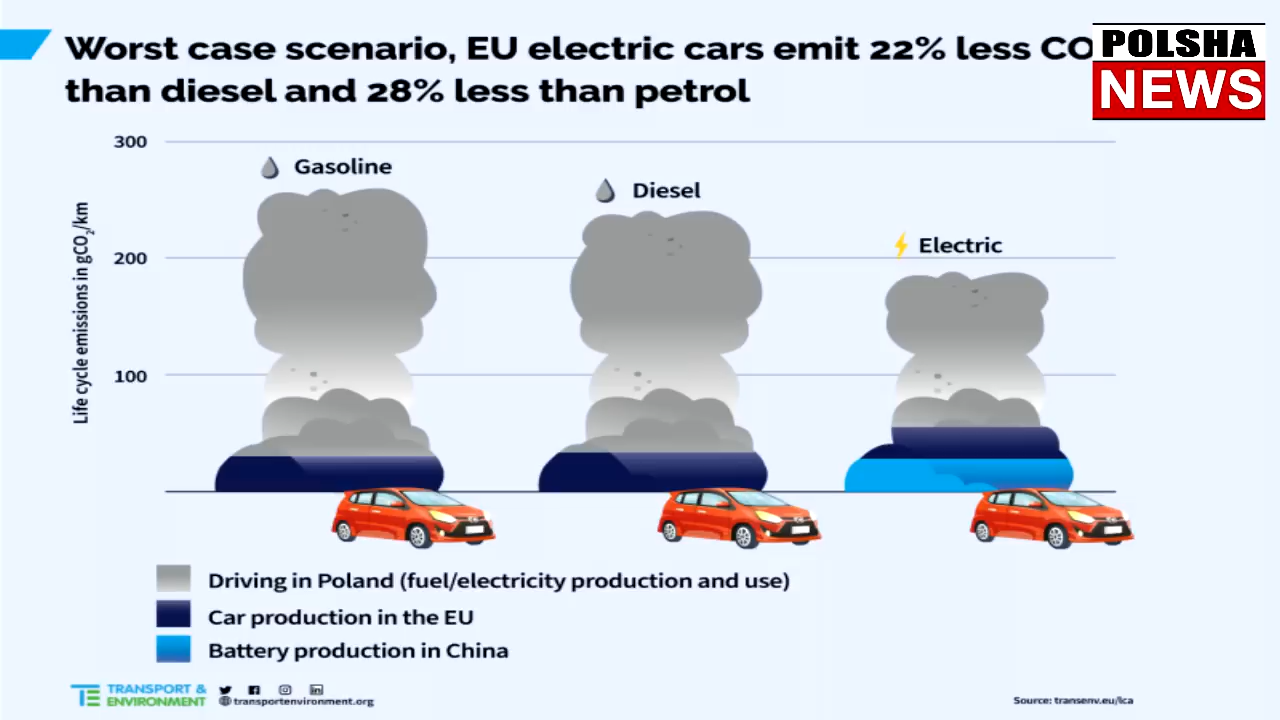 Worst case scenario, EU electric cars emit 22% less CO
than diesel and 28% less than petrol
POLSHA
NEWS
Life cycle emissions in gCO₂/km
300
200
100
Gasoline
Diesel
Electric
Driving in Poland (fuel/electricity production and use)
Car production in the EU
Battery production in China
TE TRANSPORT &
ENVIRONMENT
transportenvironment.org
Source: transenv.eu/lca